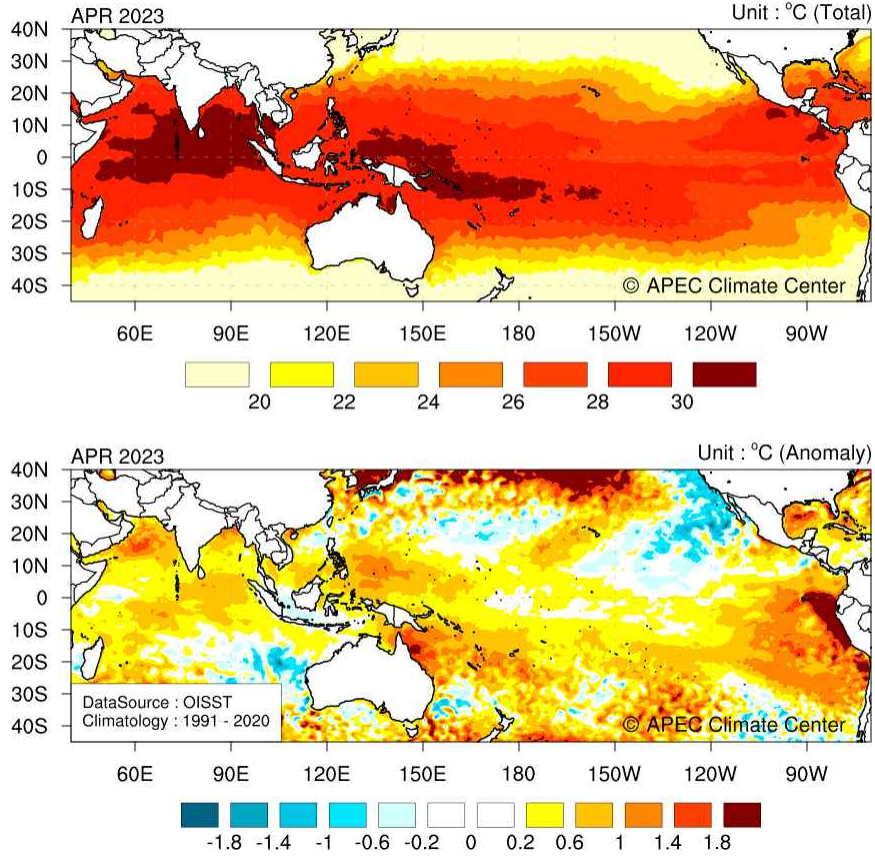 APR 2023
Unit : °C (Total)
40N
30N
20N
10N
0
10S
20S
30S
40S
© APEC Climate Center
60E 90E 120E 150E 180 150W 120W 90W
20 22 24 26 28 30
APR 2023
Unit : °C (Anomaly)
40N
30N
20N
10N
0
10S
20S
30S
40S
DataSource : OISST
Climatology : 1991 - 2020
© APEC Climate Center
60E 90E 120E 150E 180 150W 120W 90W
-1.8 -1.4 -1 -0.6 -0.2 0 0.2 0.6 1 1.4 1.8